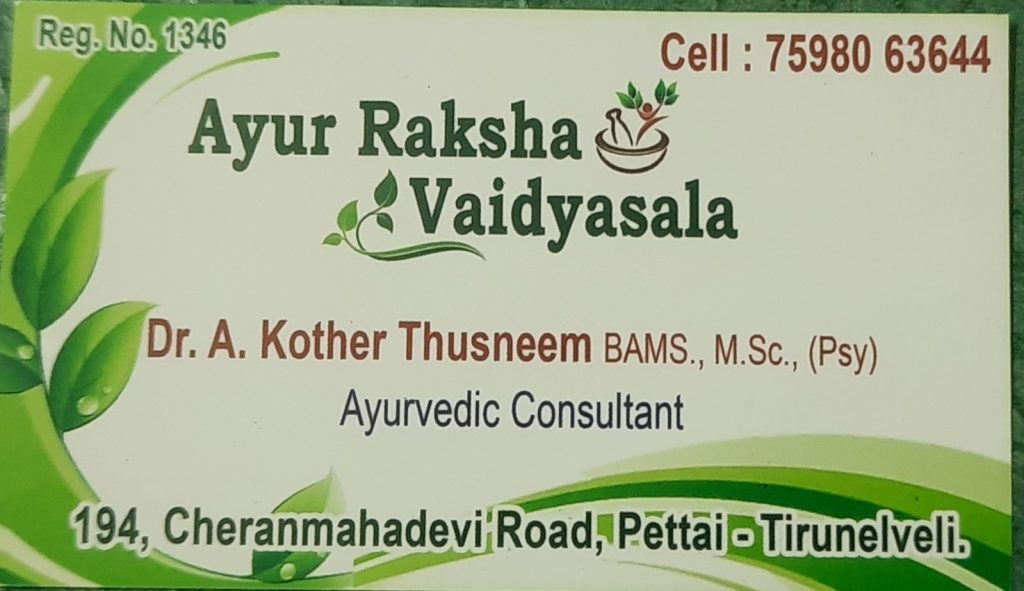 Reg. No. 1346
Cell : 75980 63644
Ayur Raksha
Vaidyasala
Dr. A. Kother Thusneem BAMS., M.Sc., (Psy)
Ayurvedic Consultant
194, Cheranmahadevi Road, Pettai - Tirunelveli.